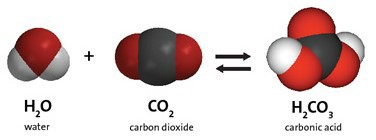 +
H₂O CO₂ H₂CO₃
water carbon dioxide carbonic acid